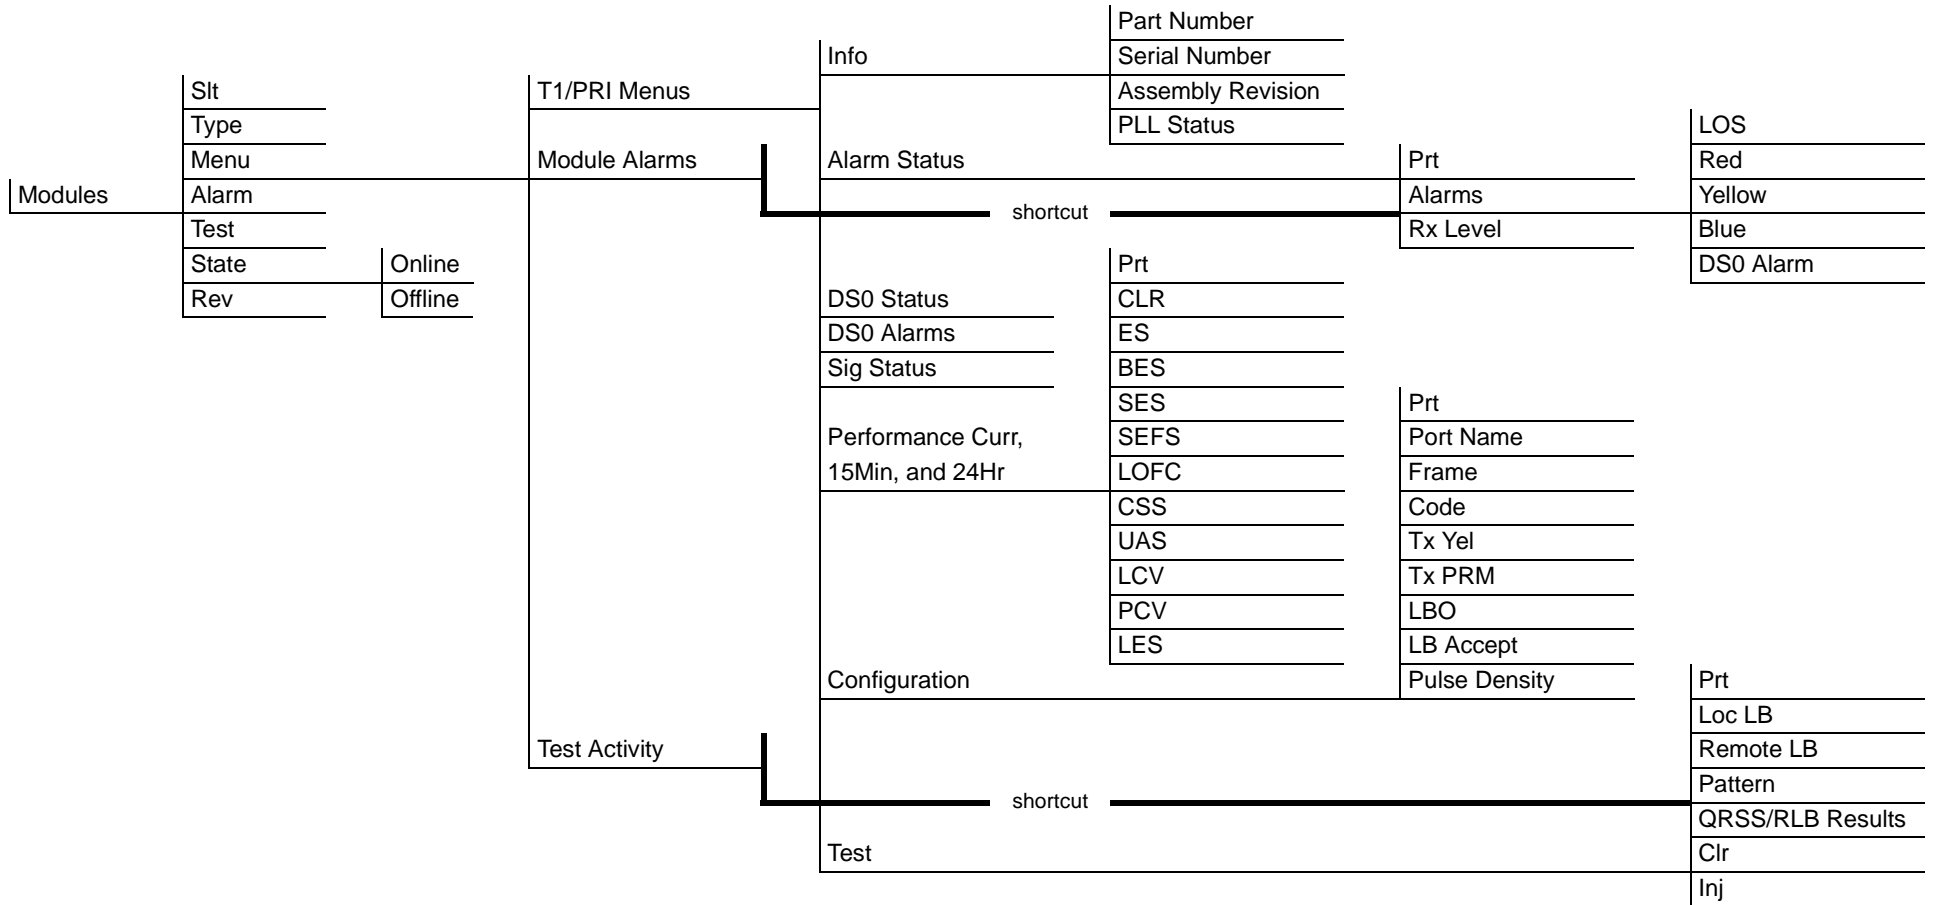 Modules
Slt
Type
Menu
Alarm
Test
State
Rev
Online
Offline
T1/PRI Menus
Module Alarms
Test Activity
Info
Alarm Status
shortcut
DS0 Status
DS0 Alarms
Sig Status
Performance Curr,
15Min, and 24Hr
Configuration
shortcut
Test
Part Number
Serial Number
Assembly Revision
PLL Status
Prt
CLR
ES
BES
SES
SEFS
LOFC
CSS
UAS
LCV
PCV
LES
Prt
Alarms
Rx Level
Prt
Port Name
Frame
Code
Tx Yel
Tx PRM
LBO
LB Accept
Pulse Density
LOS
Red
Yellow
Blue
DS0 Alarm
Prt
Loc LB
Remote LB
Pattern
QRSS/RLB Results
Clr
Inj